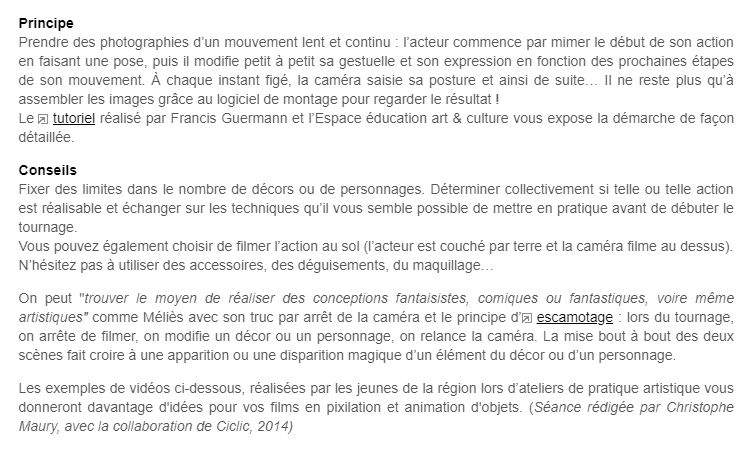 Principe
Prendre des photographies d’un mouvement lent et continu : l’acteur commence par mimer le début de son action
en faisant une pose, puis il modifie petit à petit sa gestuelle et son expression en fonction des prochaines étapes
de son mouvement. À chaque instant figé, la caméra saisie sa posture et ainsi de suite… Il ne reste plus qu’à
assembler les images grâce au logiciel de montage pour regarder le résultat !
Le tutoriel réalisé par Francis Guermann et l’Espace éducation art & culture vous expose la démarche de façon
détaillée.
Conseils
Fixer des limites dans le nombre de décors ou de personnages. Déterminer collectivement si telle ou telle action
est réalisable et échanger sur les techniques qu’il vous semble possible de mettre en pratique avant de débuter le
tournage.
Vous pouvez également choisir de filmer l’action au sol (l’acteur est couché par terre et la caméra filme au dessus).
N’hésitez pas à utiliser des accessoires, des déguisements, du maquillage…
On peut "trouver le moyen de réaliser des conceptions fantaisistes, comiques ou fantastiques, voire même
artistiques" comme Méliès avec son truc par arrêt de la caméra et le principe d’escamotage : lors du tournage,
on arrête de filmer, on modifie un décor ou un personnage, on relance la caméra. La mise bout à bout des deux
scènes fait croire à une apparition ou une disparition magique d’un élément du décor ou d’un personnage.
Les exemples de vidéos ci-dessous, réalisées par les jeunes de la région lors d’ateliers de pratique artistique vous
donneront davantage d'idées pour vos films en pixilation et animation d'objets. (Séance rédigée par Christophe
Maury, avec la collaboration de Ciclic, 2014)